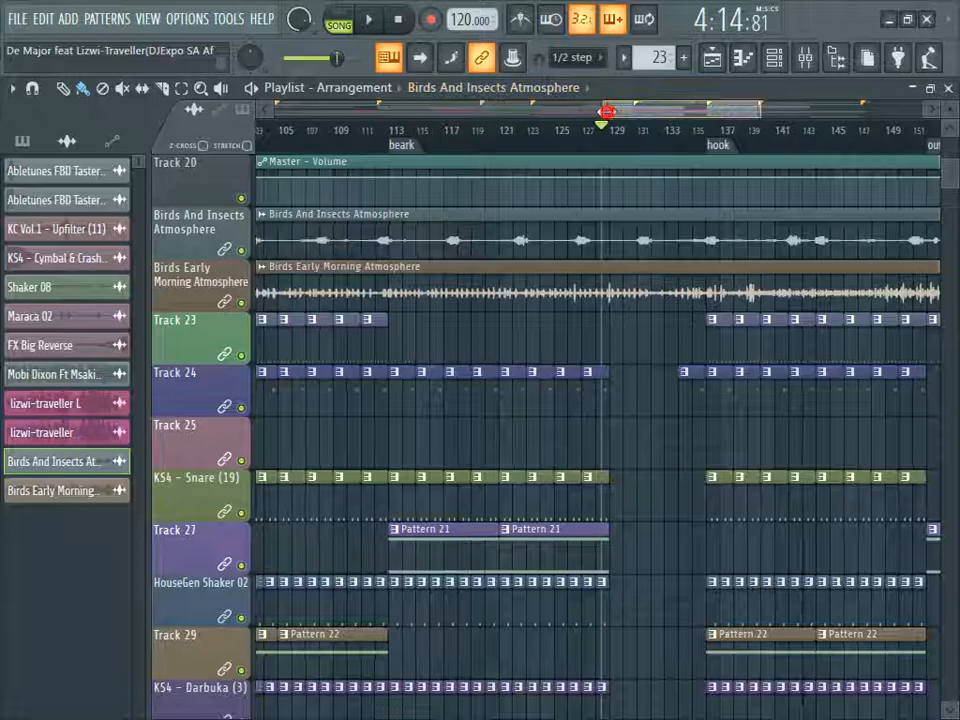 FILE EDIT ADD PATTERNS VIEW OPTIONS TOOLS HELP
SONG
120.000
3.2
4:14:81
M:S:CS
De Major feat Lizwi-Traveller(DJExpo SA Af
1/2 step
23
Playlist - Arrangement
Birds And Insects Atmosphere
Z-CROSS
STRETCH
105 107 109 111 113 115 117 119 121 123 125 127 129 131 133 135 137 139 141 143 145 147 149 151
beark
hook
Abletunes FBD Taster..
Abletunes FBD Taster..
KC Vol.1 - Upfilter (11)
KS4 - Cymbal & Crash..
Shaker 08
Maraca 02
FX Big Reverse
Mobi Dixon Ft Msaki..
lizwi-traveller L
lizwi-traveller
Birds And Insects At..
Birds Early Morning..
Track 20
Master - Volume
Birds And Insects
Atmosphere
Birds And Insects Atmosphere
Birds Early
Morning Atmosphere
Birds Early Morning Atmosphere
Track 23
Track 24
Track 25
KS4 - Snare (19)
Track 27
Pattern 21
Pattern 21
HouseGen Shaker 02
Track 29
Pattern 22
Pattern 22
Pattern 22
KS4 - Darbuka (3)